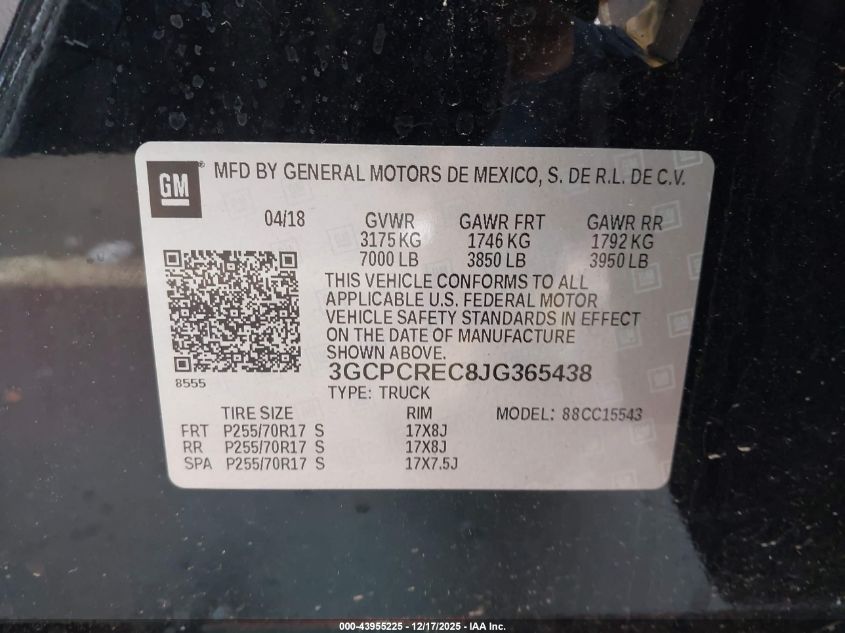 GM ® MFD BY GENERAL MOTORS DE MEXICO, S. DE R.L. DE C.V.
04/18 GVWR GAWR FRT GAWR RR
3175 KG 1746 KG 1792 KG
7000 LB 3850 LB 3950 LB
THIS VEHICLE CONFORMS TO ALL
APPLICABLE U.S. FEDERAL MOTOR
VEHICLE SAFETY STANDARDS IN EFFECT
ON THE DATE OF MANUFACTURE
SHOWN ABOVE.
3GCPCREC8JG365438
8555
TYPE: TRUCK
TIRE SIZE RIM MODEL: 88CC15543
FRT P255/70R17 S 17X8J
RR P255/70R17 S 17X8J
SPA P255/70R17 S 17X7.5J
000-43955225 - 12/17/2025 - IAA Inc.